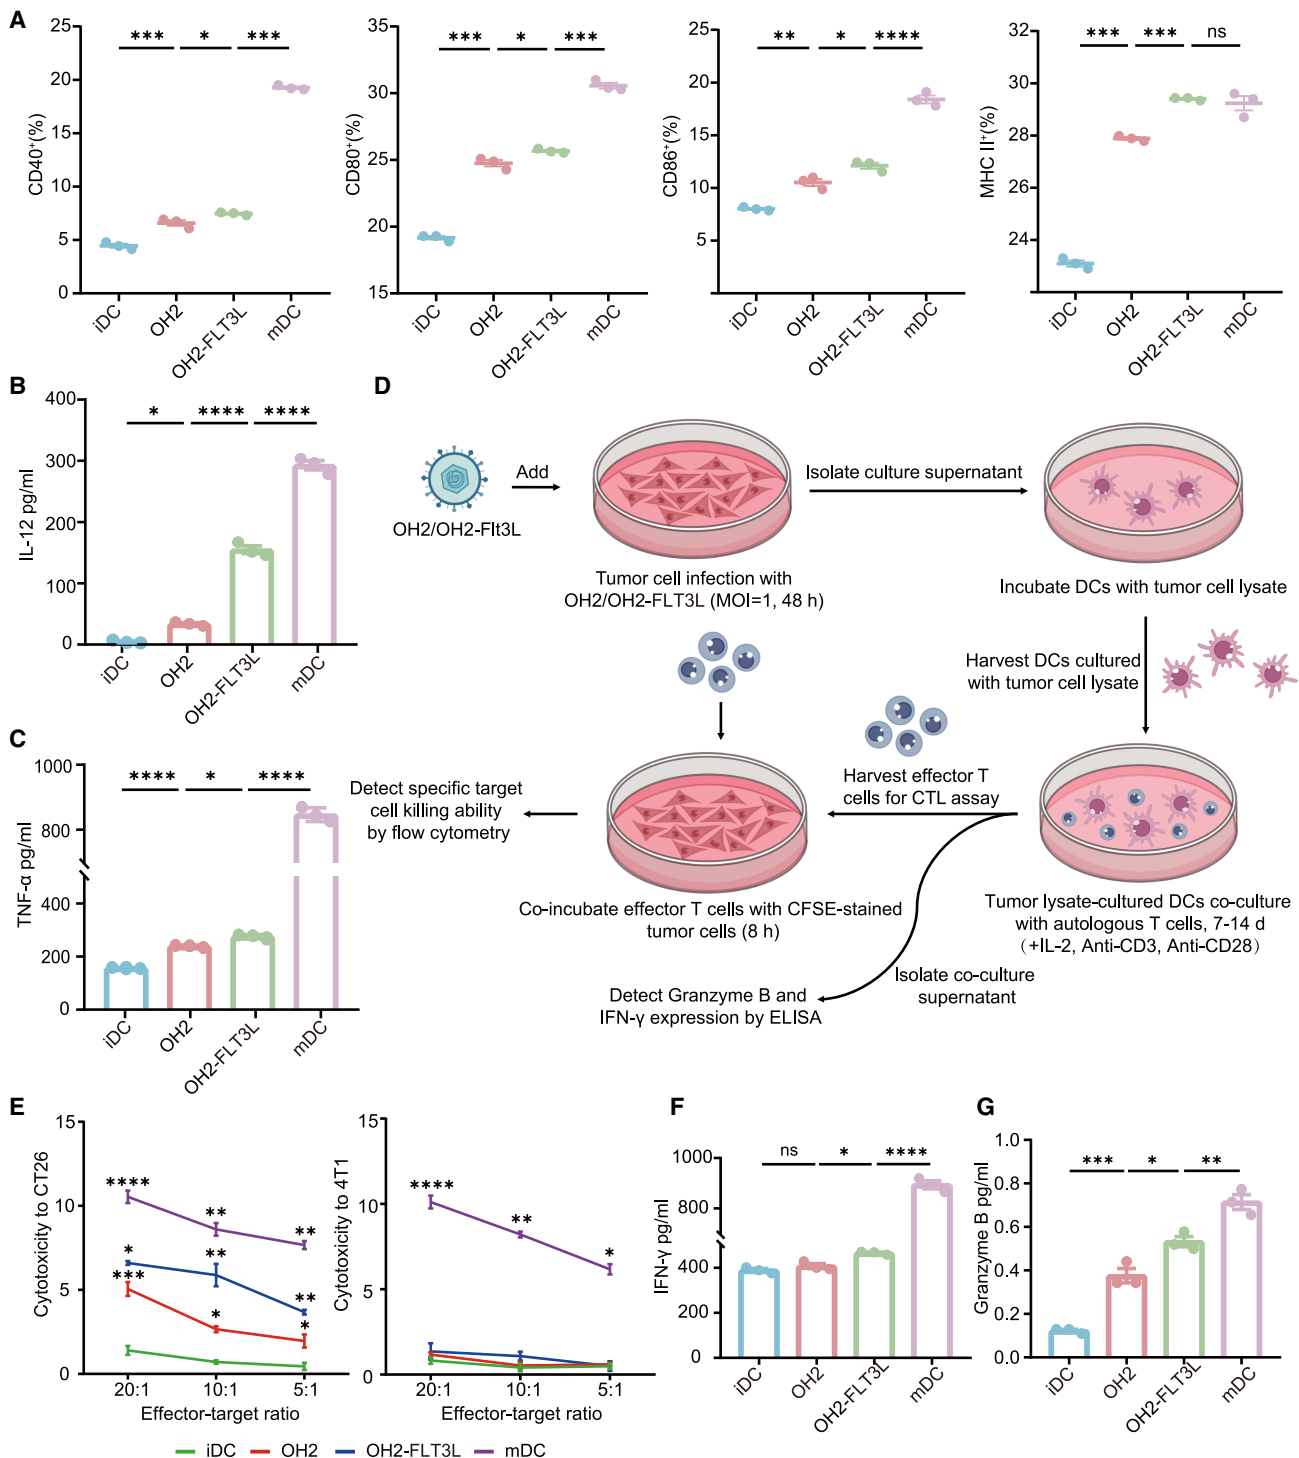 A
25
20
15
10
5
0
CD40⁺(%)
***
*
***
iDC
OH2
OH2-FLT3L
mDC
35
30
25
20
15
CD80⁺(%)
***
*
***
iDC
OH2
OH2-FLT3L
mDC
25
20
15
10
5
CD86⁺(%)
**
*
****
iDC
OH2
OH2-FLT3L
mDC
32
30
28
26
24
MHC II⁺(%)
***
***
ns
iDC
OH2
OH2-FLT3L
mDC
B
400
300
200
100
0
IL-12 pg/ml
*
****
****
iDC
OH2
OH2-FLT3L
mDC
C
1000
800
400
200
0
TNF-α pg/ml
****
*
****
iDC
OH2
OH2-FLT3L
mDC
D
OH2/OH2-Flt3L
Add
Tumor cell infection with
OH2/OH2-FLT3L (MOI=1, 48 h)
Isolate culture supernatant
Incubate DCs with tumor cell lysate
Harvest DCs cultured
with tumor cell lysate
Tumor lysate-cultured DCs co-culture
with autologous T cells, 7-14 d
(+IL-2, Anti-CD3, Anti-CD28)
Harvest effector T
cells for CTL assay
Co-incubate effector T cells with CFSE-stained
tumor cells (8 h)
Detect specific target
cell killing ability
by flow cytometry
Isolate co-culture
supernatant
Detect Granzyme B and
IFN-γ expression by ELISA
E
15
10
5
0
Cytotoxicity to CT26
****
**
**
*
**
**
***
*
*
20:1
10:1
5:1
Effector-target ratio
15
10
5
0
Cytotoxicity to 4T1
****
**
*
20:1
10:1
5:1
Effector-target ratio
iDC
OH2
OH2-FLT3L
mDC
F
1000
800
400
200
0
IFN-γ pg/ml
ns
*
****
iDC
OH2
OH2-FLT3L
mDC
G
1.0
0.8
0.6
0.4
0.2
0.0
Granzyme B pg/ml
***
*
**
iDC
OH2
OH2-FLT3L
mDC